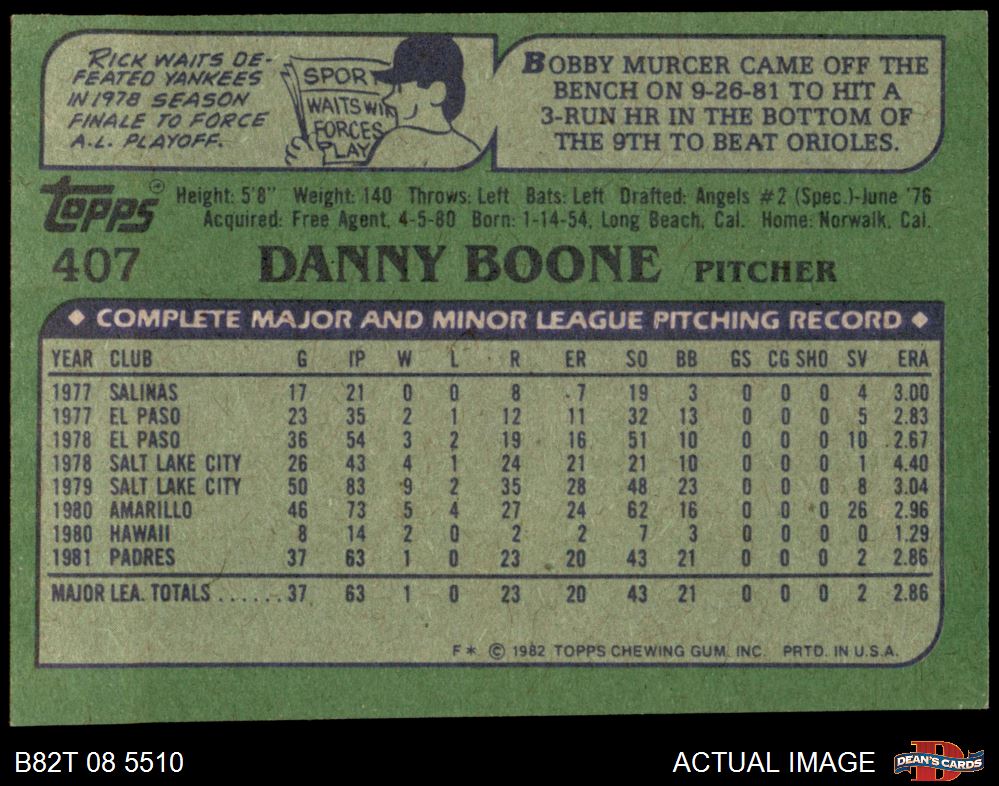 RICK WAITS DE-
FEATED YANKEES
IN 1978 SEASON
FINALE TO FORCE
A.L. PLAYOFF.
SPORT
WAITS WIN
FORCES
PLAY
BOBBY MURCER CAME OFF THE
BENCH ON 9-26-81 TO HIT A
3-RUN HR IN THE BOTTOM OF
THE 9TH TO BEAT ORIOLES.
Topps ®
Height: 5'8" Weight: 140 Throws: Left Bats: Left Drafted: Angels #2 (Spec.)-June '76
Acquired: Free Agent, 4-5-80 Born: 1-14-54, Long Beach, Cal. Home: Norwalk, Cal.
407 DANNY BOONE PITCHER
◆ COMPLETE MAJOR AND MINOR LEAGUE PITCHING RECORD ◆
YEAR CLUB G IP W L R ER SO BB GS CG SHO SV ERA
1977 SALINAS 17 21 0 0 8 7 19 3 0 0 0 4 3.00
1977 EL PASO 23 35 2 1 12 11 32 13 0 0 0 5 2.83
1978 EL PASO 36 54 3 2 19 16 51 10 0 0 0 10 2.67
1978 SALT LAKE CITY 26 43 4 1 24 21 21 10 0 0 0 1 4.40
1979 SALT LAKE CITY 50 83 9 2 35 28 48 23 0 0 0 8 3.04
1980 AMARILLO 46 73 5 4 27 24 62 16 0 0 0 26 2.96
1980 HAWAII 8 14 2 0 2 2 7 3 0 0 0 0 1.29
1981 PADRES 37 63 1 0 23 20 43 21 0 0 0 2 2.86
MAJOR LEA. TOTALS ......37 63 1 0 23 20 43 21 0 0 0 2 2.86
F* © 1982 TOPPS CHEWING GUM, INC. PRTD. IN U.S.A.
B82T 08 5510 ACTUAL IMAGE D DEAN'S CARDS